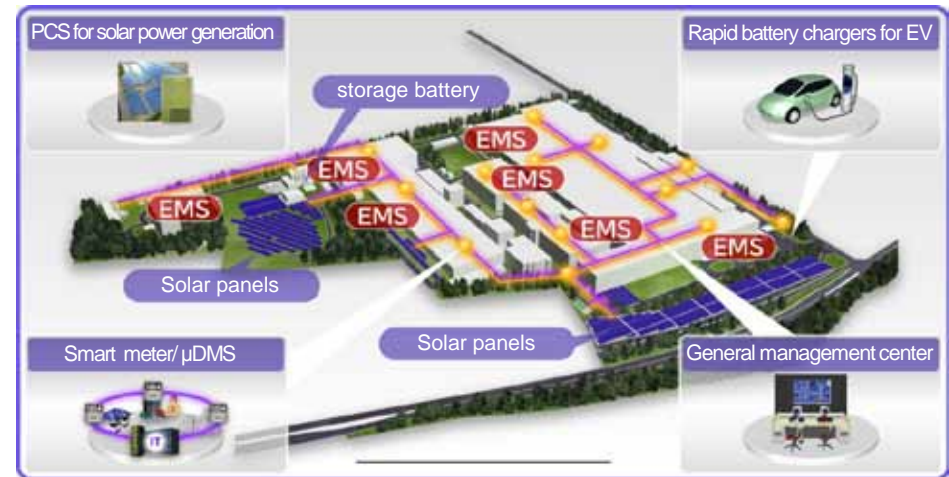 PCS for solar power generation
Rapid battery chargers for EV
storage battery
EMS
EMS
EMS
EMS
EMS
EMS
EMS
Solar panels
Solar panels
Smart meter/ μDMS
General management center
IT